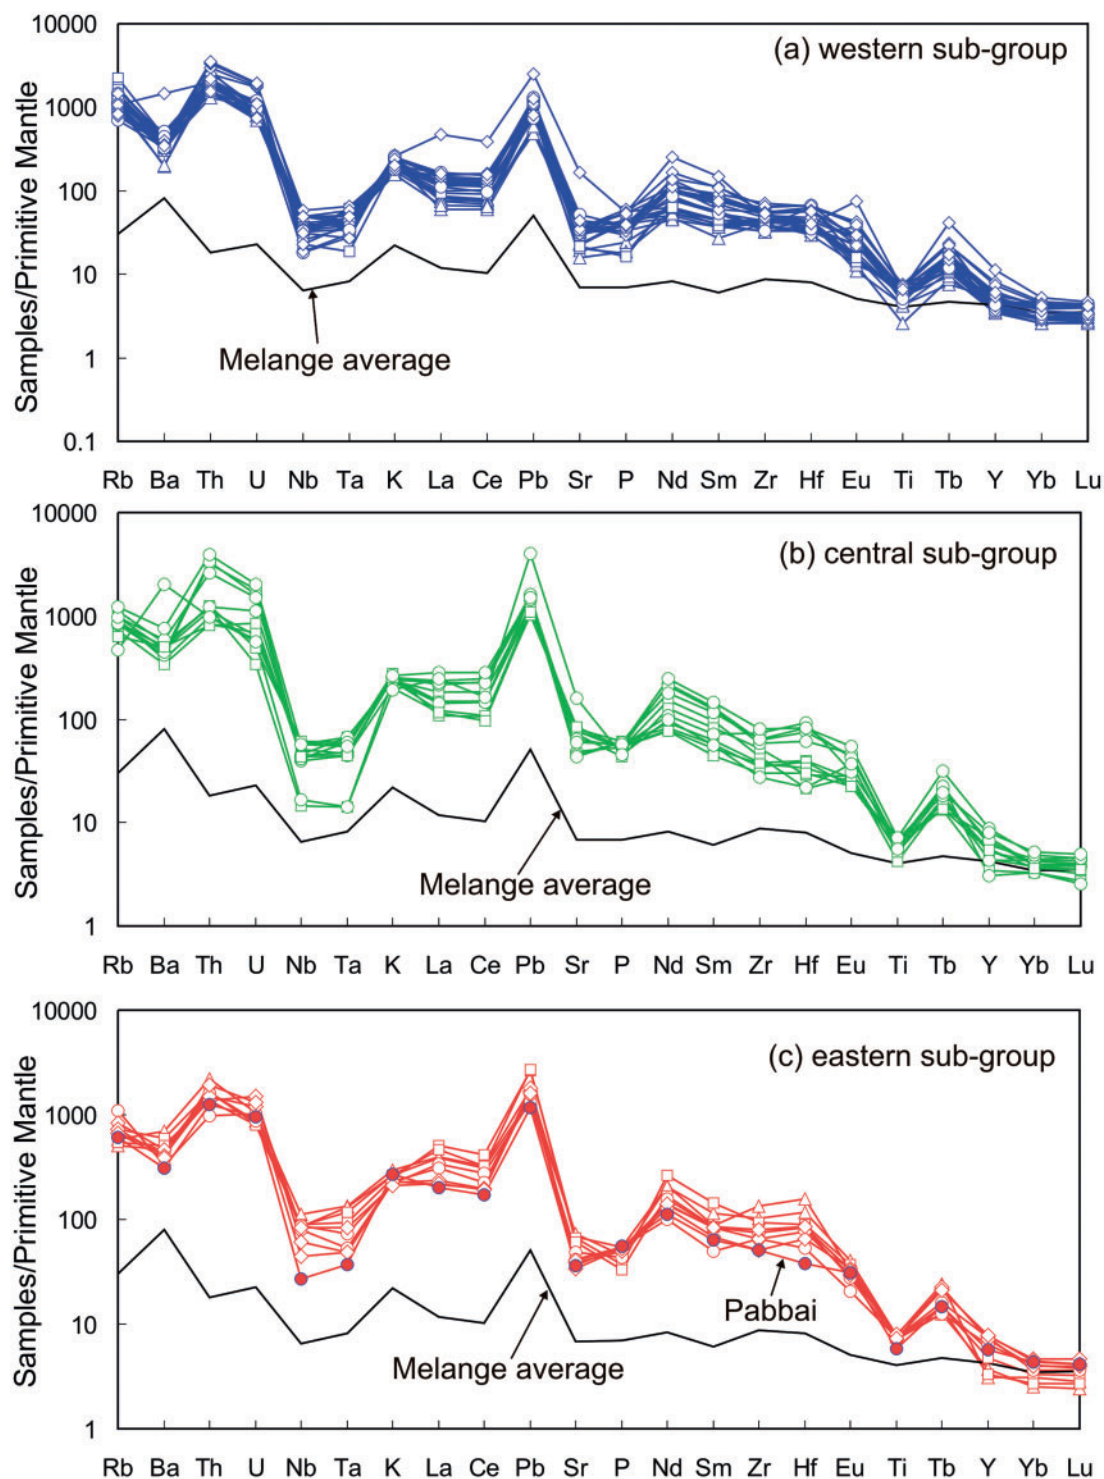 10000
(a) western sub-group
1000
100
10
1
0.1
Samples/Primitive Mantle
Melange average
Rb Ba Th U Nb Ta K La Ce Pb Sr P Nd Sm Zr Hf Eu Ti Tb Y Yb Lu
10000
(b) central sub-group
1000
100
10
1
Samples/Primitive Mantle
Melange average
Rb Ba Th U Nb Ta K La Ce Pb Sr P Nd Sm Zr Hf Eu Ti Tb Y Yb Lu
10000
(c) eastern sub-group
1000
100
10
1
Samples/Primitive Mantle
Pabbai
Melange average
Rb Ba Th U Nb Ta K La Ce Pb Sr P Nd Sm Zr Hf Eu Ti Tb Y Yb Lu